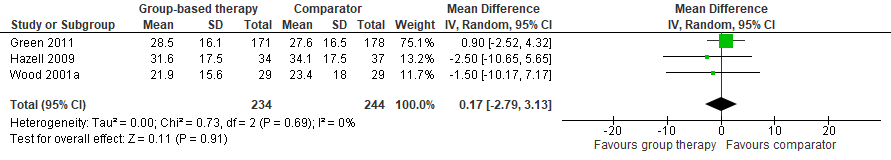 Group-based therapy Comparator Mean Difference Mean Difference
Study or Subgroup Mean SD Total Mean SD Total Weight IV, Random, 95% CI IV, Random, 95% CI
Green 2011 28.5 16.1 171 27.6 16.5 178 75.1% 0.90 [-2.52, 4.32]
Hazell 2009 31.6 17.5 34 34.1 17.5 37 13.2% -2.50 [-10.65, 5.65]
Wood 2001a 21.9 15.6 29 23.4 18 29 11.7% -1.50 [-10.17, 7.17]
Total (95% CI) 234 244 100.0% 0.17 [-2.79, 3.13]
Heterogeneity: Tau² = 0.00; Chi² = 0.73, df = 2 (P = 0.69); I² = 0%
Test for overall effect: Z = 0.11 (P = 0.91)
-20 -10 0 10 20
Favours group therapy Favours comparator